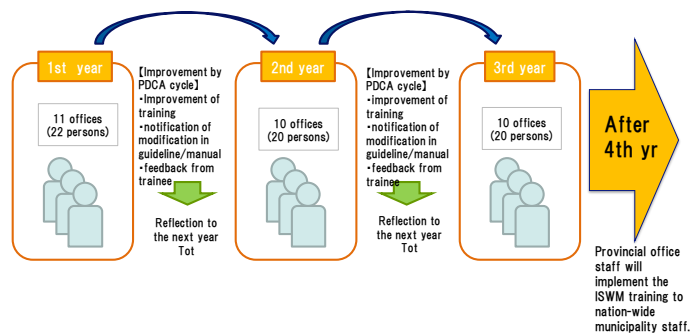 1st year
11 offices
(22 persons)
【Improvement by
PDCA cycle】
・Improvement of
training
・notification of
modification in
guideline/manual
・feedback from
trainee
Reflection to
the next year
Tot
2nd year
10 offices
(20 persons)
【Improvement by
PDCA cycle】
・improvement of
training
・notification of
modification in
guideline/manual
・feedback from
trainee
Reflection to
the next year
Tot
3rd year
10 offices
(20 persons)
After
4th yr
Provincial office
staff will
implement the
ISWM training to
nation-wide
municipality staff.